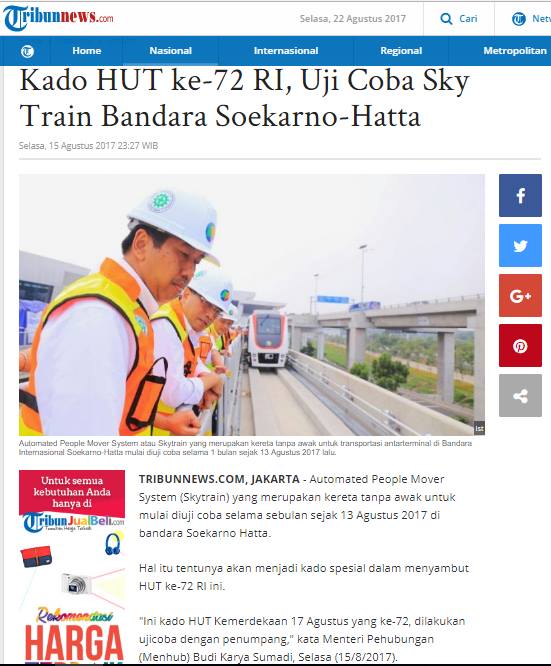 Tribunnews.com
Selasa, 22 Agustus 2017
Cari
Netw
Home
Nasional
Internasional
Regional
Metropolitan
Kado HUT ke-72 RI, Uji Coba Sky
Train Bandara Soekarno-Hatta
Selasa, 15 Agustus 2017 23:27 WIB
Ist
Automated People Mover System atau Skytrain yang merupakan kereta tanpa awak untuk transportasi antarterminal di Bandara
Internasional Soekarno-Hatta mulai diuji coba selama 1 bulan sejak 13 Agustus 2017 lalu.
Untuk semua
kebutuhan Anda
hanya di
TribunJualBeli.com
Rekomendasi
HARGA
TRIBUNNEWS.COM, JAKARTA - Automated People Mover
System (Skytrain) yang merupakan kereta tanpa awak untuk
mulai diuji coba selama sebulan sejak 13 Agustus 2017 di
bandara Soekarno Hatta.
Hal itu tentunya akan menjadi kado spesial dalam menyambut
HUT ke-72 RI ini.
"Ini kado HUT Kemerdekaan 17 Agustus yang ke-72, dilakukan
ujicoba dengan penumpang," kata Menteri Pehubungan
(Menhub) Budi Karya Sumadi, Selasa (15/8/2017).